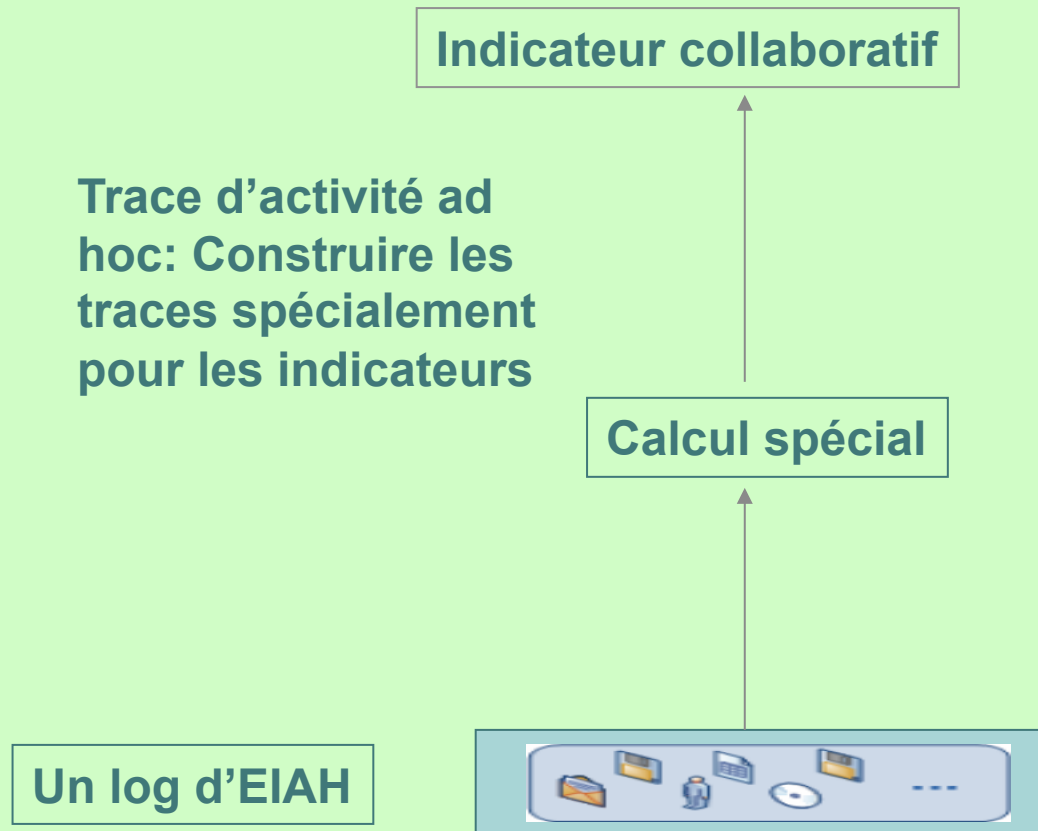 Indicateur collaboratif
Trace d’activité ad
hoc: Construire les
traces spécialement
pour les indicateurs
Calcul spécial
Un log d’EIAH
---